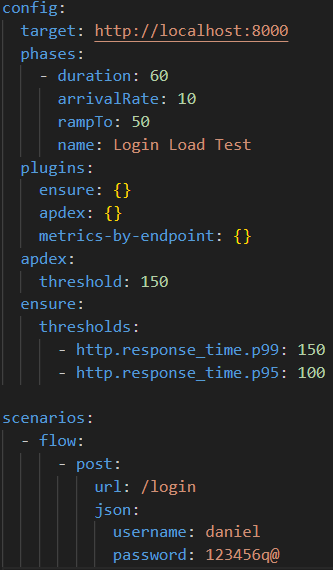 config:
  target: http://localhost:8000
  phases:
    - duration: 60
      arrivalRate: 10
      rampTo: 50
      name: Login Load Test
  plugins:
    ensure: {}
    apdex: {}
    metrics-by-endpoint: {}
  apdex:
    threshold: 150
  ensure:
    thresholds:
      - http.response_time.p99: 150
      - http.response_time.p95: 100

scenarios:
  - flow:
      - post:
          url: /login
          json:
            username: daniel
            password: 123456q@